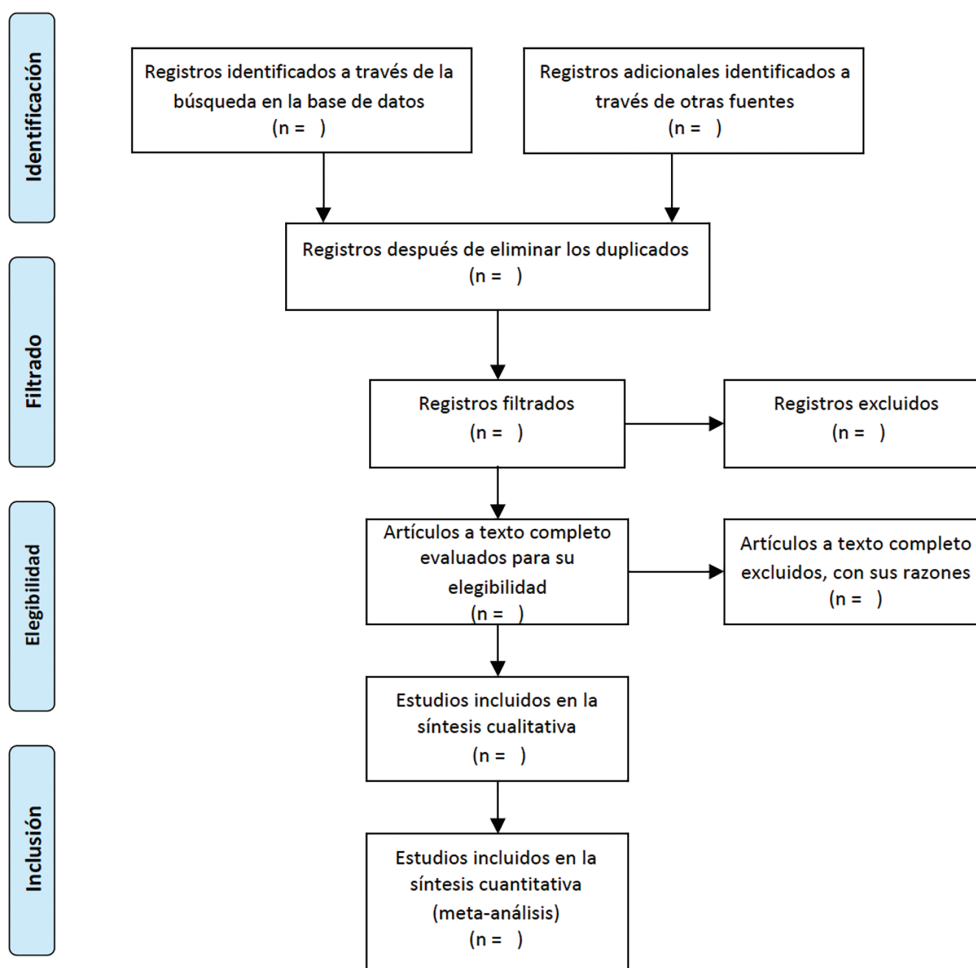 Identificación
Registros identificados a través de la
búsqueda en la base de datos
(n =   )
Registros adicionales identificados a
través de otras fuentes
(n =   )
Registros después de eliminar los duplicados
(n =   )
Filtrado
Registros filtrados
(n =   )
Registros excluidos
(n =   )
Elegibilidad
Artículos a texto completo
evaluados para su
elegibilidad
(n =   )
Artículos a texto completo
excluidos, con sus razones
(n =   )
Estudios incluidos en la
síntesis cualitativa
(n =   )
Inclusión
Estudios incluidos en la
síntesis cuantitativa
(meta-análisis)
(n =   )